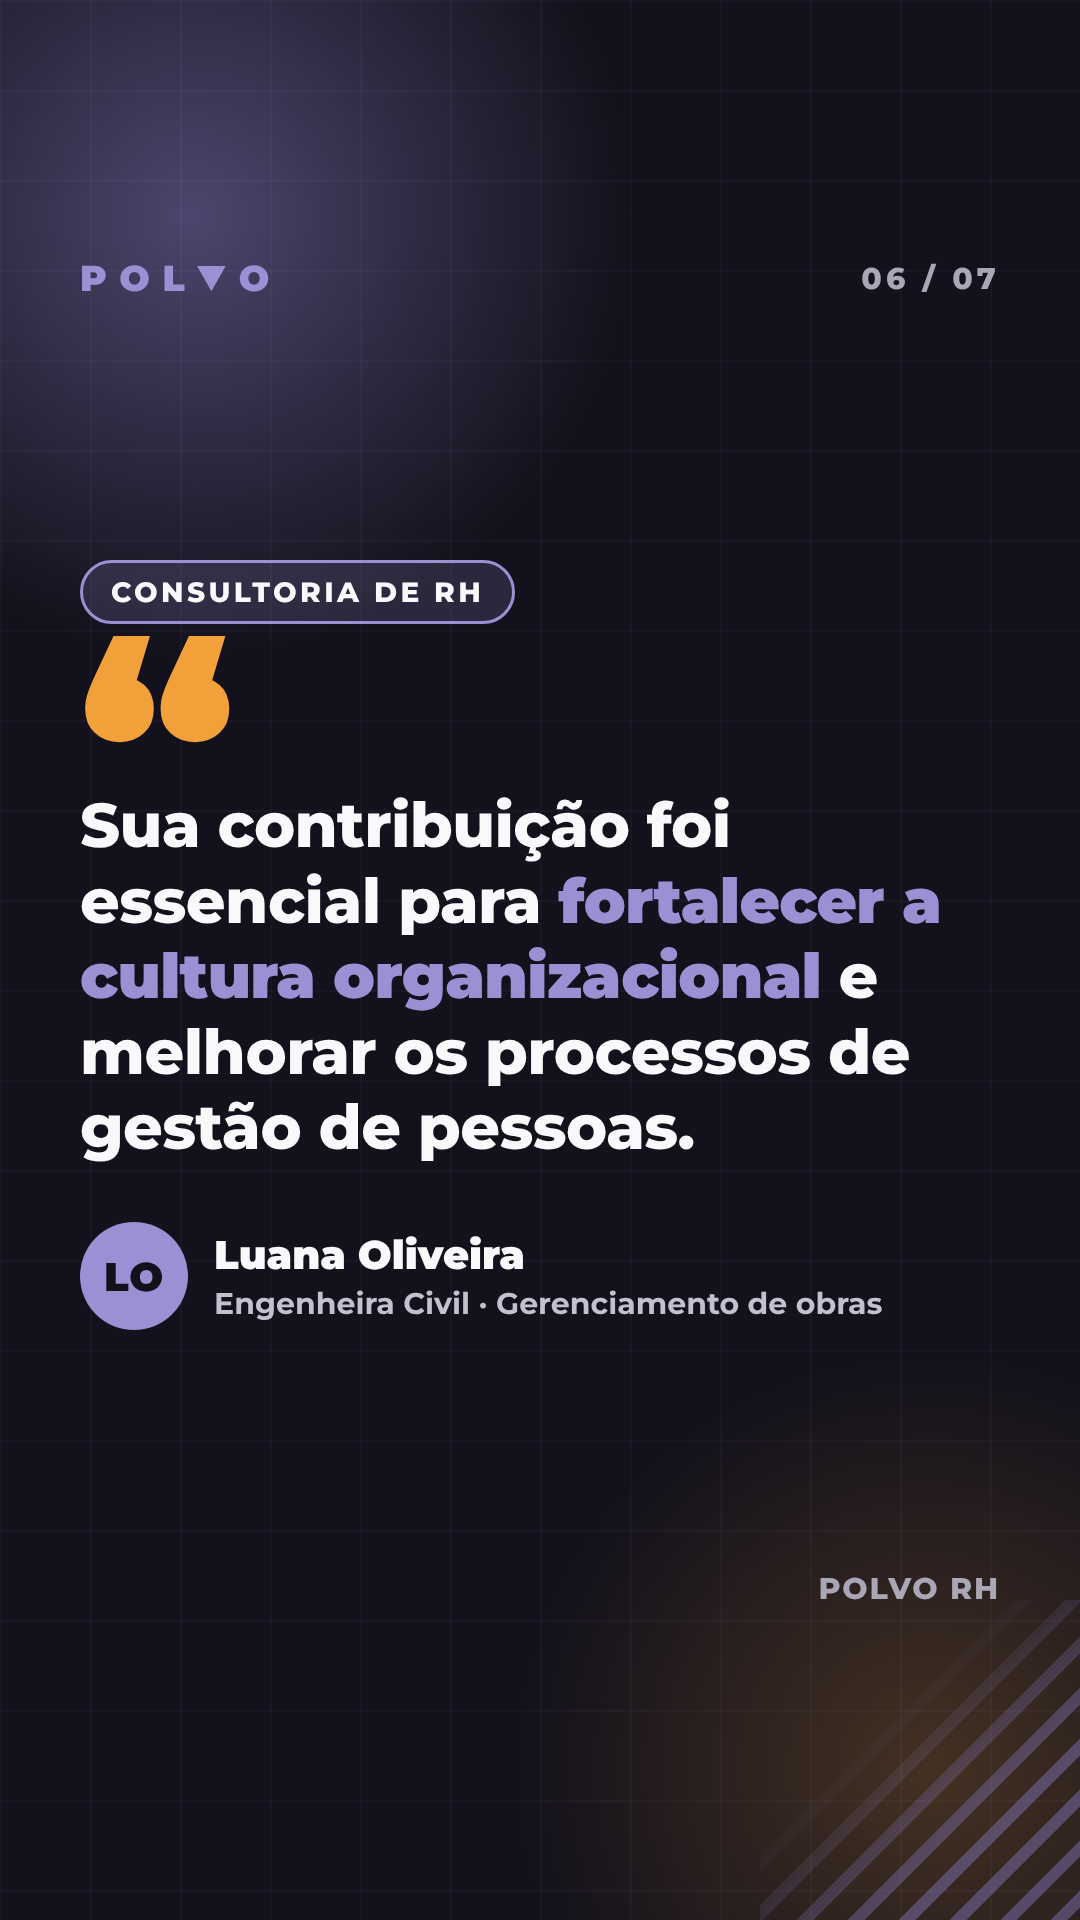 POLVO
06 / 07
CONSULTORIA DE RH
“
Sua contribuição foi
essencial para fortalecer a
cultura organizacional e
melhorar os processos de
gestão de pessoas.
LO
Luana Oliveira
Engenheira Civil · Gerenciamento de obras
POLVO RH